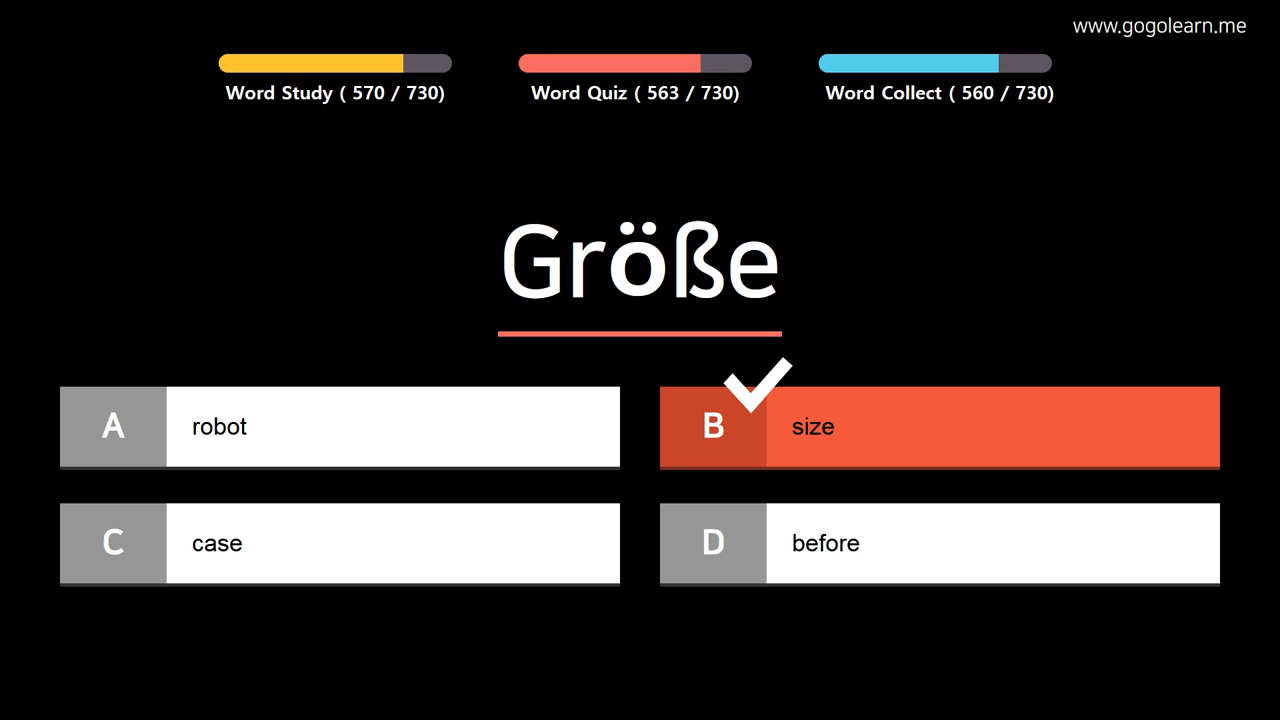 www.gogolearn.me
Word Study ( 570 / 730)
Word Quiz ( 563 / 730)
Word Collect ( 560 / 730)
Größe
A robot
B size
C case
D before